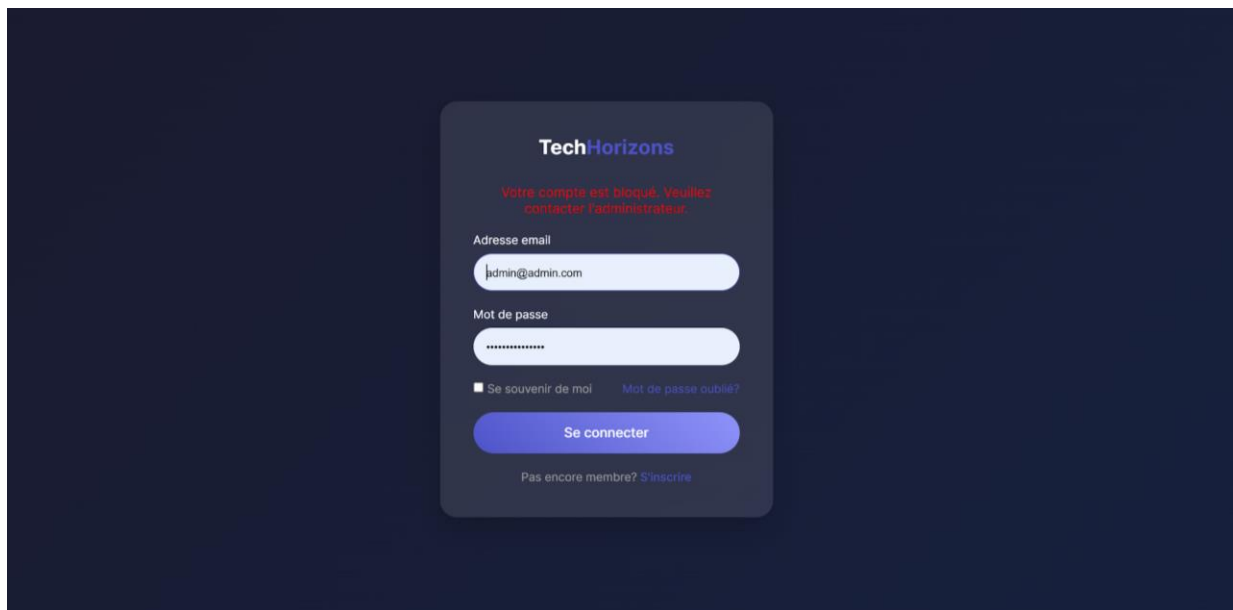 TechHorizons
Votre compte est bloqué. Veuillez
contacter l'administrateur.
Adresse email
admin@admin.com
Mot de passe
•••••••••••••••
Se souvenir de moi Mot de passe oublié?
Se connecter
Pas encore membre? S'inscrire